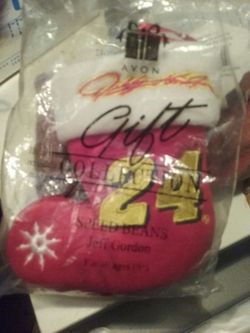 AVON
Gift
COLLECTION
24
SPEED BEANS
Jeff Gordon